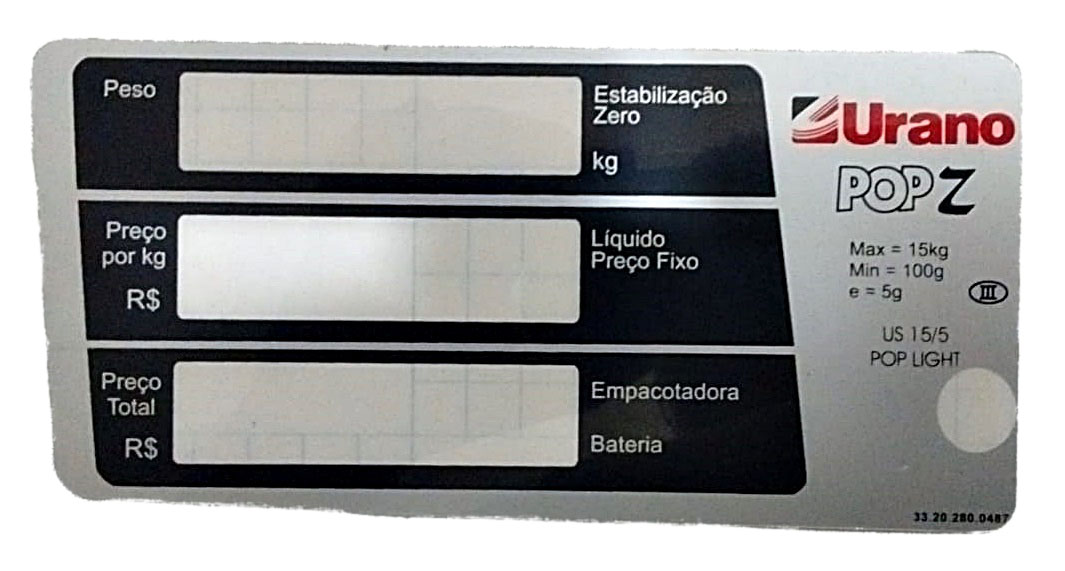 Peso
Estabilização
Zero
kg
Preço
por kg
R$
Líquido
Preço Fixo
Preço
Total
R$
Empacotadora
Bateria
Urano
POP Z
Max = 15kg
Min = 100g
e = 5g
III
US 15/5
POP LIGHT
33.20.280.0487